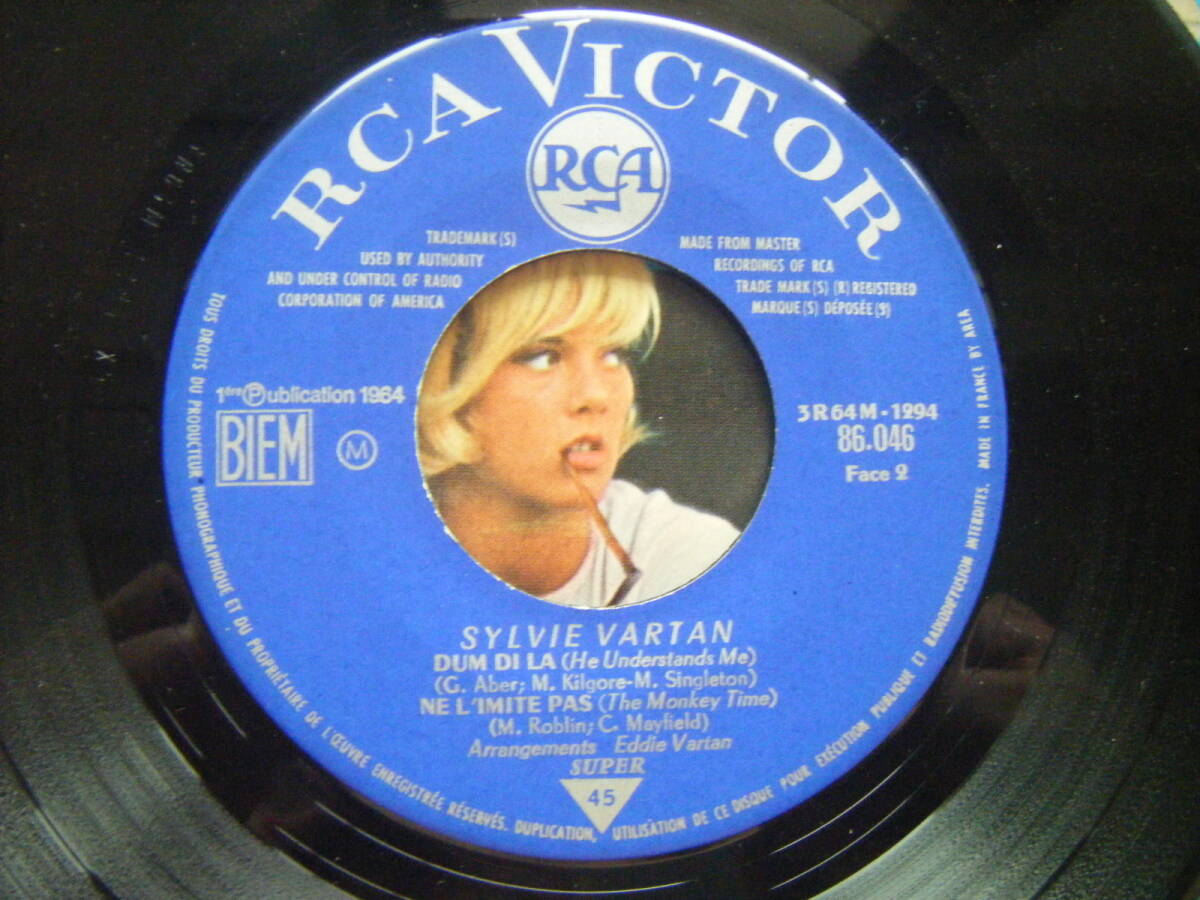 RCA VICTOR
RCA
TRADEMARK(S)
USED BY AUTHORITY
AND UNDER CONTROL OF RADIO
CORPORATION OF AMERICA
MADE FROM MASTER
RECORDINGS OF RCA
TRADE MARK(S) (R) REGISTERED
MARQUE(S) DÉPOSÉE(S)
1ère Ⓟublication 1964
BIEM
M
3R64M-1294
86.046
Face 2
SYLVIE VARTAN
DUM DI LA (He Understands Me)
(G. Aber; M. Kilgore-M. Singleton)
NE L'IMITE PAS (The Monkey Time)
(M. Roblin; C. Mayfield)
Arrangements Eddie Vartan
SUPER
45
TOUS DROITS DU PRODUCTEUR PHONOGRAPHIQUE ET DU PROPRIÉTAIRE DE L'ŒUVRE ENREGISTRÉE RÉSERVÉS. DUPLICATION, UTILISATION DE CE DISQUE POUR EXÉCUTION PUBLIQUE ET RADIODIFFUSION INTERDITES. MADE IN FRANCE BY AREA